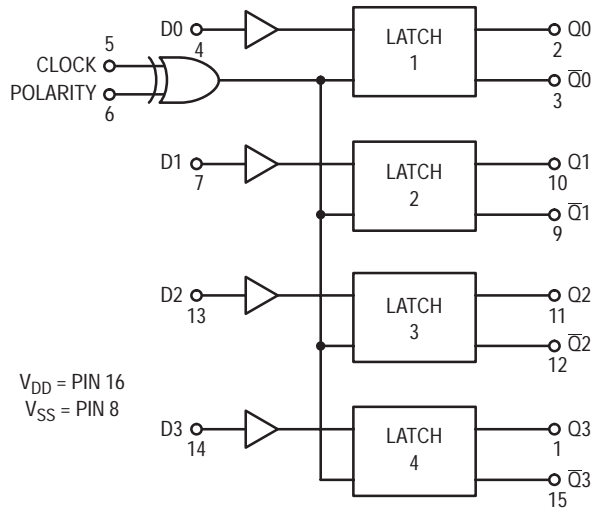 D0
4
LATCH
1
Q0
2
Q̅0
3
5
CLOCK
POLARITY
6
D1
7
LATCH
2
Q1
10
Q̅1
9
D2
13
LATCH
3
Q2
11
Q̅2
12
VDD = PIN 16
VSS = PIN 8
D3
14
LATCH
4
Q3
1
Q̅3
15